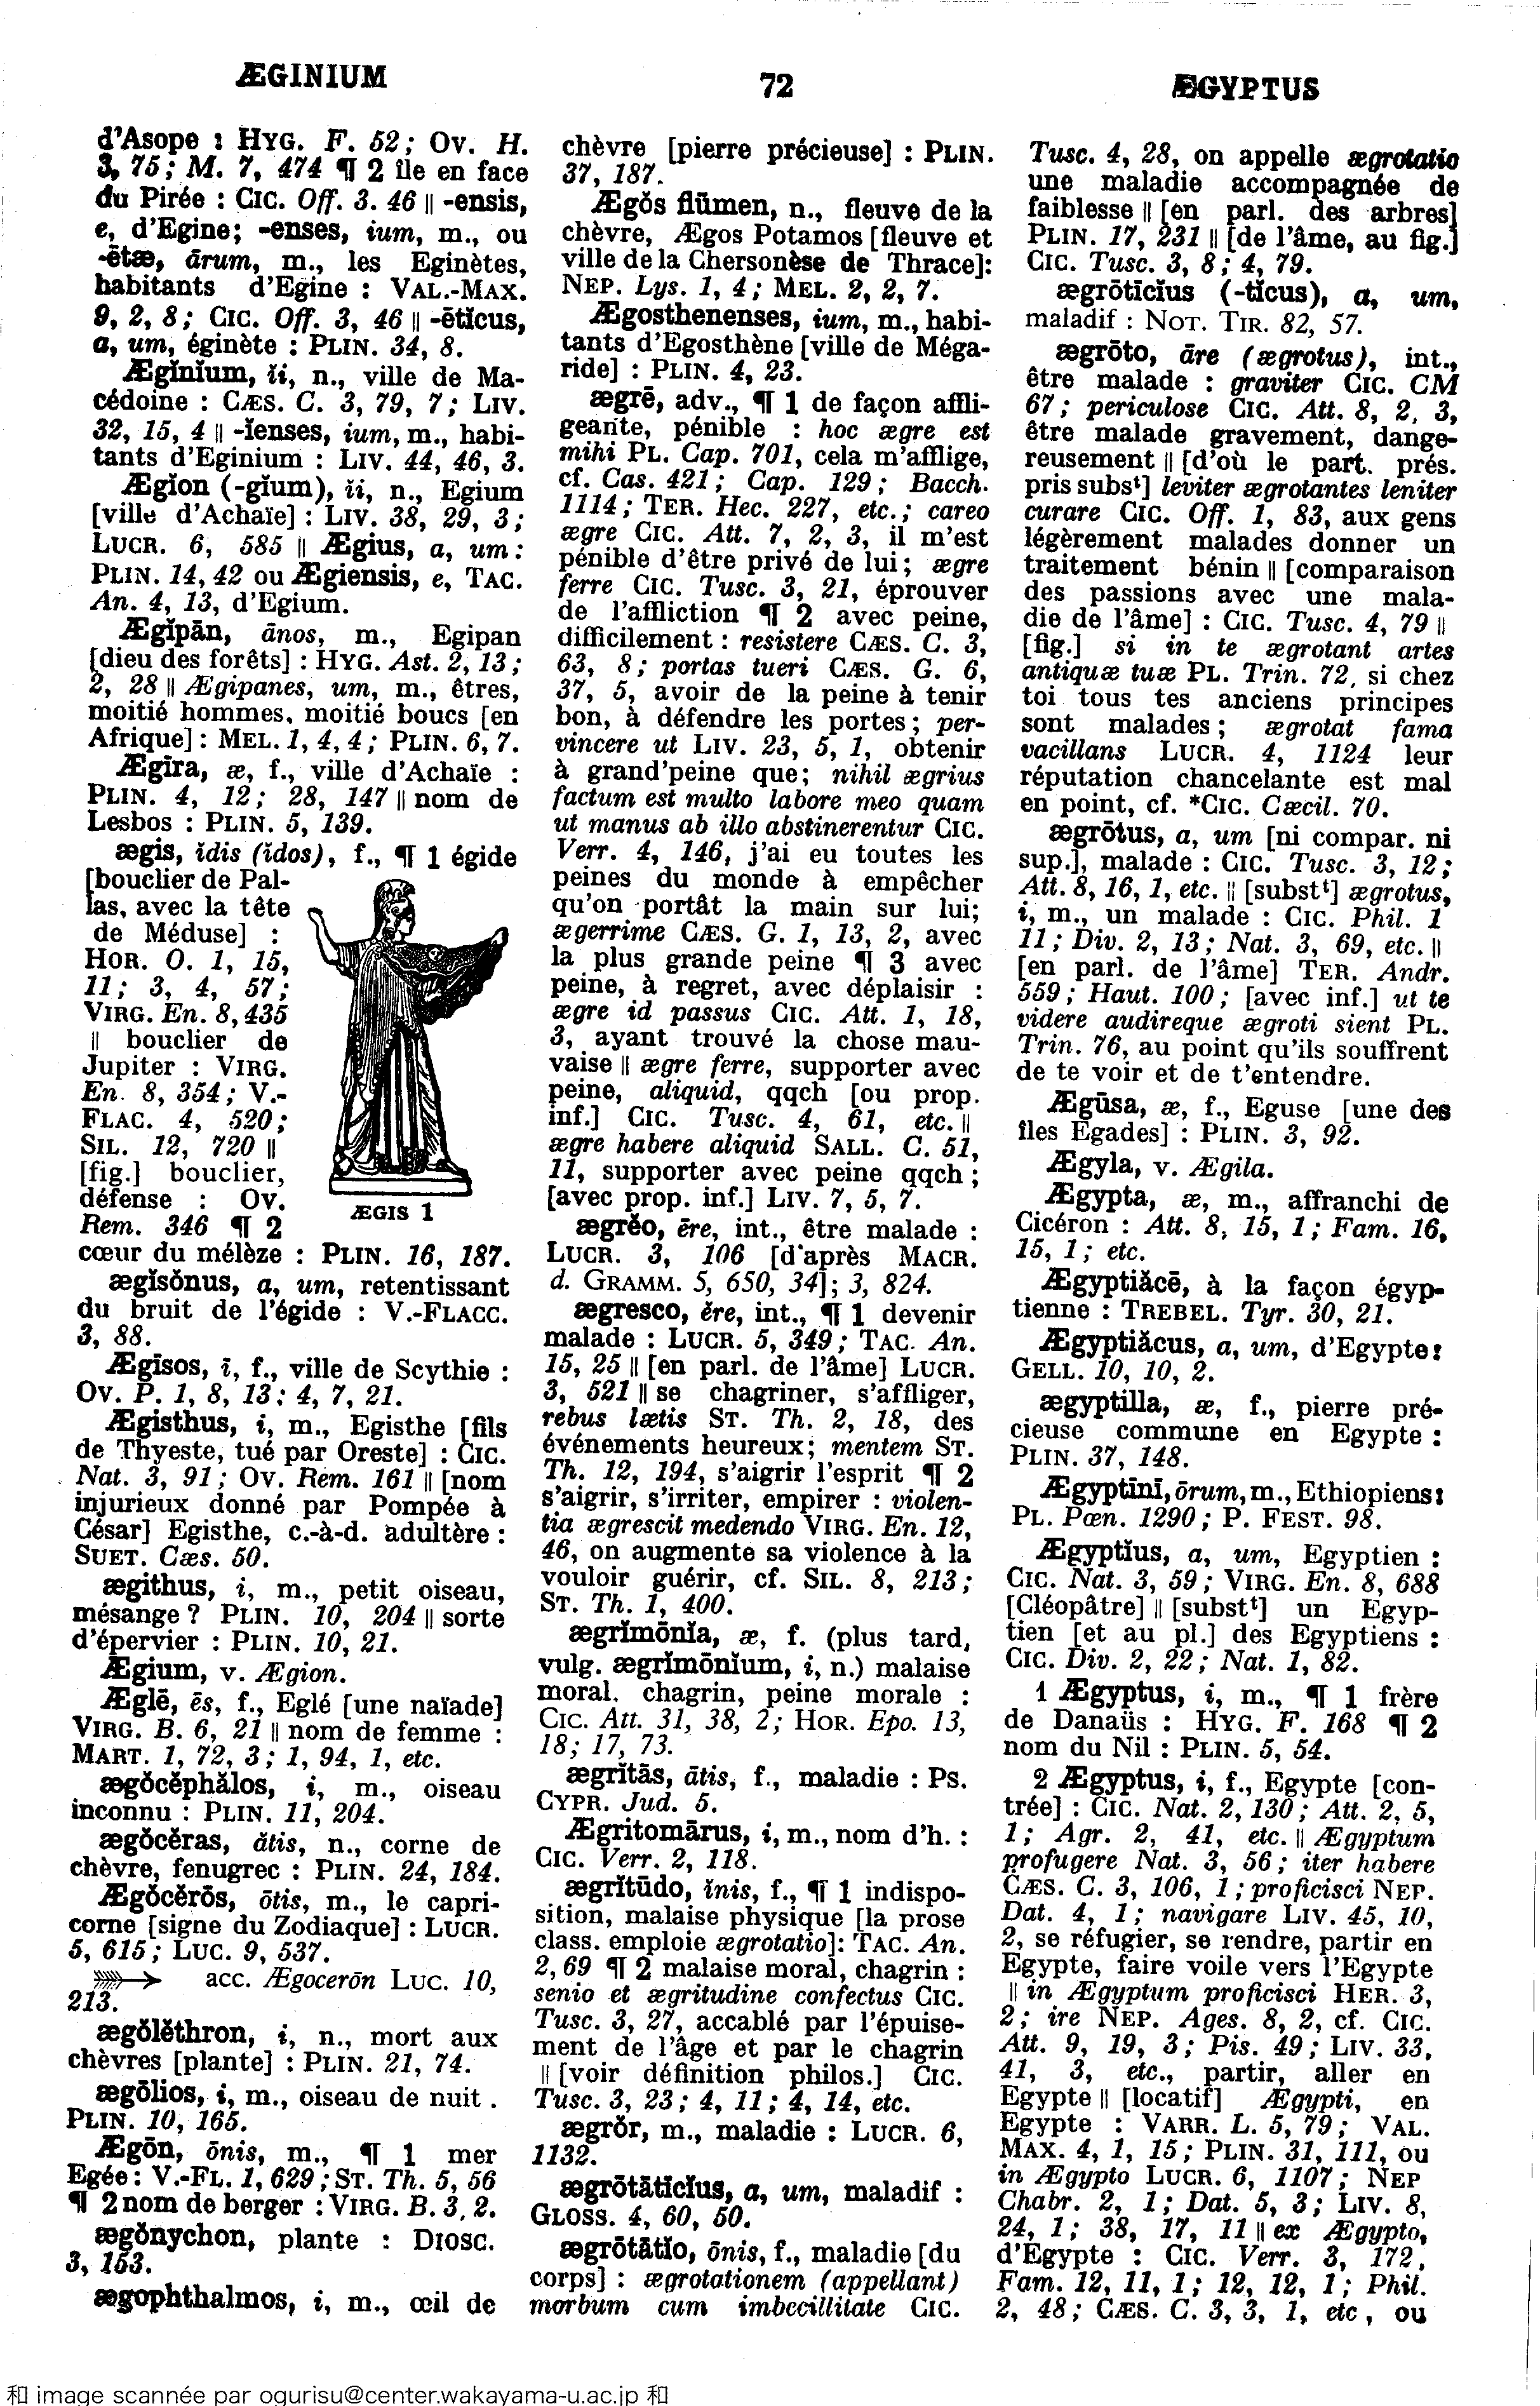 ÆGINIUM
72
ÆGYPTUS
d'Asope : HYG. F. 52; Ov. H.
3, 75; M. 7, 474 ¶ 2 île en face
du Pirée : CIC. Off. 3. 46 ǁ -ensis,
e, d'Egine; -enses, ium, m., ou
-ētæ, ārum, m., les Eginètes,
habitants d'Egine : VAL.-MAX.
9, 2, 8; CIC. Off. 3, 46 ǁ -ētĭcus,
a, um, éginète : PLIN. 34, 8.
Ægĭnĭum, ĭi, n., ville de Ma-
cédoine : CÆS. C. 3, 79, 7; LIV.
32, 15, 4 ǁ -ĭenses, ium, m., habi-
tants d'Eginium : LIV. 44, 46, 3.
Ægĭon (-gĭum), ĭi, n., Egium
[ville d'Achaïe] : LIV. 38, 29, 3;
LUCR. 6, 585 ǁ Ægius, a, um :
PLIN. 14, 42 ou Ægiensis, e, TAC.
An. 4, 13, d'Egium.
Ægĭpān, ānos, m., Egipan
[dieu des forêts] : HYG. Ast. 2, 13;
2, 28 ǁ Ægipanes, um, m., êtres,
moitié hommes, moitié boucs [en
Afrique] : MEL. 1, 4, 4; PLIN. 6, 7.
Ægīra, æ, f., ville d'Achaïe :
PLIN. 4, 12; 28, 147 ǁ nom de
Lesbos : PLIN. 5, 139.
ægis, ĭdis (ĭdos), f., ¶ 1 égide
[bouclier de Pal-
las, avec la tête
de Méduse] :
HOR. O. 1, 15,
11; 3, 4, 57;
VIRG. En. 8, 435
ǁ bouclier de
Jupiter : VIRG.
En. 8, 354; V.-
FLAC. 4, 520;
SIL. 12, 720 ǁ
[fig.] bouclier,
défense : Ov.
Rem. 346 ¶ 2
ÆGIS 1
cœur du mélèze : PLIN. 16, 187.
ægĭsŏnus, a, um, retentissant
du bruit de l'égide : V.-FLACC.
3, 88.
Ægīsos, ī, f., ville de Scythie :
Ov. P. 1, 8, 13; 4, 7, 21.
Ægisthus, i, m., Egisthe [fils
de Thyeste, tué par Oreste] : CIC.
Nat. 3, 91; Ov. Rem. 161 ǁ [nom
injurieux donné par Pompée à
César] Egisthe, c.-à-d. adultère :
SUET. Cæs. 50.
ægithus, i, m., petit oiseau,
mésange ? PLIN. 10, 204 ǁ sorte
d'épervier : PLIN. 10, 21.
Ægium, v. Ægion.
Æglē, ēs, f., Eglé [une naïade]
VIRG. B. 6, 21 ǁ nom de femme :
MART. 1, 72, 3; 1, 94, 1, etc.
ægŏcĕphălos, i, m., oiseau
inconnu : PLIN. 11, 204.
ægŏcĕras, ătis, n., corne de
chèvre, fenugrec : PLIN. 24, 184.
Ægŏcĕrōs, ōtis, m., le capri-
corne [signe du Zodiaque] : LUCR.
5, 615; LUC. 9, 537.
acc. Ægocerōn LUC. 10,
213.
ægŏlĕthron, i, n., mort aux
chèvres [plante] : PLIN. 21, 74.
ægōlios, i, m., oiseau de nuit .
PLIN. 10, 165.
Ægōn, ōnis, m., ¶ 1 mer
Egée : V.-FL. 1, 629; ST. Th. 5, 56
¶ 2 nom de berger : VIRG. B. 3, 2.
ægŏnychon, plante : DIOSC.
3, 153.
ægophthalmos, i, m., œil de
chèvre [pierre précieuse] : PLIN.
37, 187.
Ægŏs flūmen, n., fleuve de la
chèvre, Ægos Potamos [fleuve et
ville de la Chersonèse de Thrace] :
NEP. Lys. 1, 4; MEL. 2, 2, 7.
Ægosthenenses, ium, m., habi-
tants d'Egosthène [ville de Méga-
ride] : PLIN. 4, 23.
ægrē, adv., ¶ 1 de façon affli-
geante, pénible : hoc ægre est
mihi PL. Cap. 701, cela m'afflige,
cf. Cas. 421; Cap. 129; Bacch.
1114; TER. Hec. 227, etc.; careo
ægre CIC. Att. 7, 2, 3, il m'est
pénible d'être privé de lui; ægre
ferre CIC. Tusc. 3, 21, éprouver
de l'affliction ¶ 2 avec peine,
difficilement : resistere CÆS. C. 3,
63, 8; portas tueri CÆS. G. 6,
37, 5, avoir de la peine à tenir
bon, à défendre les portes; per-
vincere ut LIV. 23, 5, 1, obtenir
à grand'peine que; nihil ægrius
factum est multo labore meo quam
ut manus ab illo abstinerentur CIC.
Verr. 4, 146, j'ai eu toutes les
peines du monde à empêcher
qu'on portât la main sur lui;
ægerrime CÆS. G. 1, 13, 2, avec
la plus grande peine ¶ 3 avec
peine, à regret, avec déplaisir :
ægre id passus CIC. Att. 1, 18,
3, ayant trouvé la chose mau-
vaise ǁ ægre ferre, supporter avec
peine, aliquid, qqch [ou prop.
inf.] CIC. Tusc. 4, 61, etc. ǁ
ægre habere aliquid SALL. C. 51,
11, supporter avec peine qqch;
[avec prop. inf.] LIV. 7, 5, 7.
ægrĕo, ēre, int., être malade :
LUCR. 3, 106 [d'après MACR.
d. GRAMM. 5, 650, 34]; 3, 824.
ægresco, ĕre, int., ¶ 1 devenir
malade : LUCR. 5, 349; TAC. An.
15, 25 ǁ [en parl. de l'âme] LUCR.
3, 521 ǁ se chagriner, s'affliger,
rebus lætis ST. Th. 2, 18, des
événements heureux; mentem ST.
Th. 12, 194, s'aigrir l'esprit ¶ 2
s'aigrir, s'irriter, empirer : violen-
tia ægrescit medendo VIRG. En. 12,
46, on augmente sa violence à la
vouloir guérir, cf. SIL. 8, 213;
ST. Th. 1, 400.
ægrĭmōnĭa, æ, f. (plus tard,
vulg. ægrĭmōnĭum, i, n.) malaise
moral, chagrin, peine morale :
CIC. Att. 31, 38, 2; HOR. Epo. 13,
18; 17, 73.
ægrĭtās, ātis, f., maladie : PS.
CYPR. Jud. 5.
Ægritomārus, i, m., nom d'h. :
CIC. Verr. 2, 118.
ægrĭtūdo, ĭnis, f., ¶ 1 indispo-
sition, malaise physique [la prose
class. emploie ægrotatio] : TAC. An.
2, 69 ¶ 2 malaise moral, chagrin :
senio et ægritudine confectus CIC.
Tusc. 3, 27, accablé par l'épuise-
ment de l'âge et par le chagrin
ǁ [voir définition philos.] CIC.
Tusc. 3, 23; 4, 11; 4, 14, etc.
ægrŏr, m., maladie : LUCR. 6,
1132.
ægrōtātĭcĭus, a, um, maladif :
GLOSS. 4, 60, 50.
ægrōtātĭo, ōnis, f., maladie [du
corps] : ægrotationem (appellant)
morbum cum imbecillitate CIC.
Tusc. 4, 28, on appelle ægrotatio
une maladie accompagnée de
faiblesse ǁ [en parl. des arbres]
PLIN. 17, 231 ǁ [de l'âme, au fig.]
CIC. Tusc. 3, 8; 4, 79.
ægrōtĭcĭus (-tĭcus), a, um,
maladif : NOT. TIR. 82, 57.
ægrōto, āre (ægrotus), int.,
être malade : graviter CIC. CM
67; periculose CIC. Att. 8, 2, 3,
être malade gravement, dange-
reusement ǁ [d'où le part. prés.
pris substᵗ] leviter ægrotantes leniter
curare CIC. Off. 1, 83, aux gens
légèrement malades donner un
traitement bénin ǁ [comparaison
des passions avec une mala-
die de l'âme] : CIC. Tusc. 4, 79 ǁ
[fig.] si in te ægrotant artes
antiquæ tuæ PL. Trin. 72, si chez
toi tous tes anciens principes
sont malades; ægrotat fama
vacillans LUCR. 4, 1124 leur
réputation chancelante est mal
en point, cf. *CIC. Cæcil. 70.
ægrōtus, a, um [ni compar. ni
sup.], malade : CIC. Tusc. 3, 12;
Att. 8, 16, 1, etc. ǁ [substᵗ] ægrotus,
i, m., un malade : CIC. Phil. 1
11; Div. 2, 13; Nat. 3, 69, etc. ǁ
[en parl. de l'âme] TER. Andr.
559; Haut. 100; [avec inf.] ut te
videre audireque ægroti sient PL.
Trin. 76, au point qu'ils souffrent
de te voir et de t'entendre.
Ægūsa, æ, f., Eguse [une des
îles Egades] : PLIN. 3, 92.
Ægyla, v. Ægila.
Ægypta, æ, m., affranchi de
Cicéron : Att. 8, 15, 1; Fam. 16,
15, 1; etc.
Ægyptiăcē, à la façon égyp-
tienne : TREBEL. Tyr. 30, 21.
Ægyptiăcus, a, um, d'Egypte :
GELL. 10, 10, 2.
ægyptilla, æ, f., pierre pré-
cieuse commune en Egypte :
PLIN. 37, 148.
Ægyptīnī, ōrum, m., Ethiopiens :
PL. Pœn. 1290; P. FEST. 98.
Ægyptĭus, a, um, Egyptien :
CIC. Nat. 3, 59; VIRG. En. 8, 688
[Cléopâtre] ǁ [substᵗ] un Egyp-
tien [et au pl.] des Egyptiens :
CIC. Div. 2, 22; Nat. 1, 82.
1 Ægyptus, i, m., ¶ 1 frère
de Danaüs : HYG. F. 168 ¶ 2
nom du Nil : PLIN. 5, 54.
2 Ægyptus, i, f., Egypte [con-
trée] : CIC. Nat. 2, 130; Att. 2, 5,
1; Agr. 2, 41, etc. ǁ Ægyptum
profugere Nat. 3, 56; iter habere
CÆS. C. 3, 106, 1; proficisci NEP.
Dat. 4, 1; navigare LIV. 45, 10,
2, se réfugier, se rendre, partir en
Egypte, faire voile vers l'Egypte
ǁ in Ægyptum proficisci HER. 3,
2; ire NEP. Ages. 8, 2, cf. CIC.
Att. 9, 19, 3; Pis. 49; LIV. 33,
41, 3, etc., partir, aller en
Egypte ǁ [locatif] Ægypti, en
Egypte : VARR. L. 5, 79; VAL.
MAX. 4, 1, 15; PLIN. 31, 111, ou
in Ægypto LUCR. 6, 1107; NEP
Chabr. 2, 1; Dat. 5, 3; LIV. 8,
24, 1; 38, 17, 11 ǁ ex Ægypto,
d'Egypte : CIC. Verr. 3, 172,
Fam. 12, 11, 1; 12, 12, 1; Phil.
2, 48; CÆS. C. 3, 3, 1, etc, ou
和 image scannée par ogurisu@center.wakayama-u.ac.jp 和